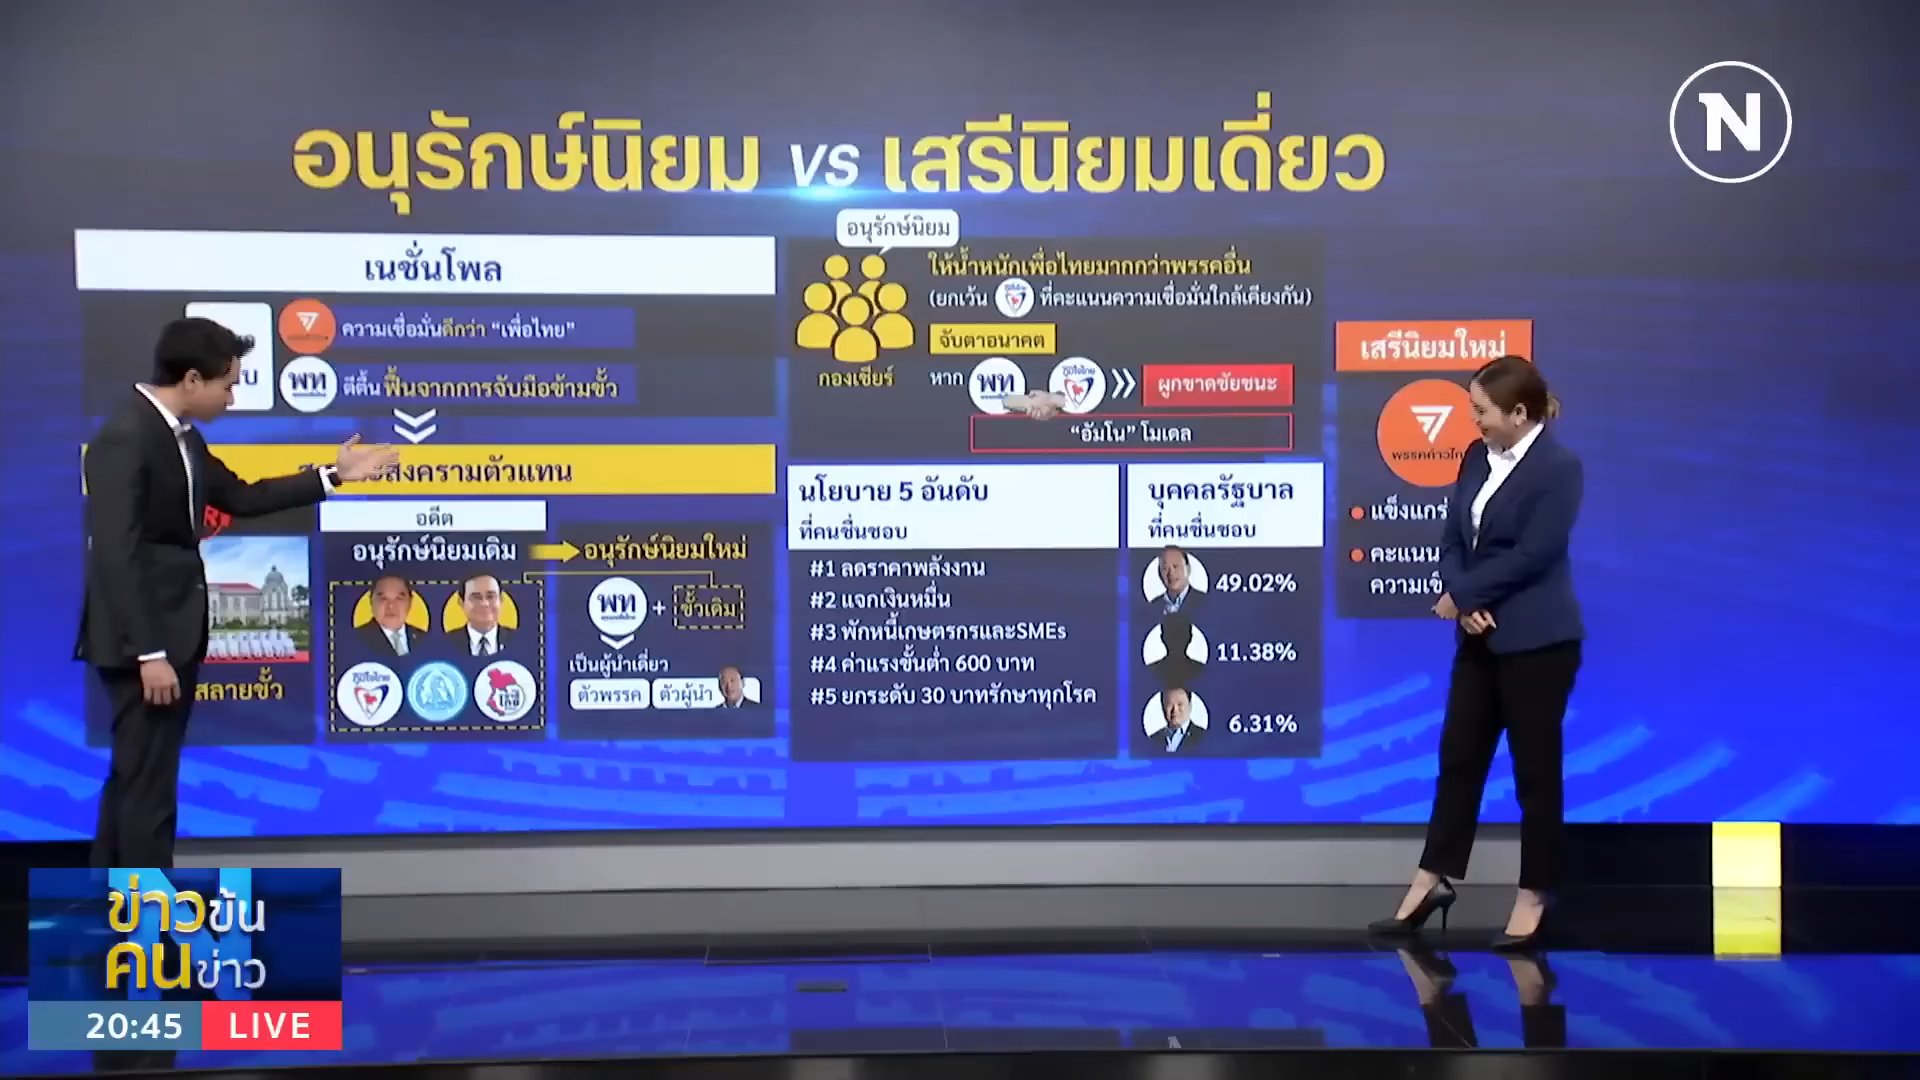 N
อนุรักษ์นิยม vs เสรีนิยมเดี่ยว
เนชั่นโพล
ความเชื่อมั่นดีกว่า “เพื่อไทย”
พท
ตีตื้น ฟื้นจากการจับมือข้ามขั้ว
สงครามตัวแทน
สลายขั้ว
อดีต
อนุรักษ์นิยมเดิม
อนุรักษ์นิยมใหม่
ภูมิใจไทย
พท + ขั้วเดิม
เป็นผู้นำเดี่ยว
ตัวพรรค
ตัวผู้นำ
อนุรักษ์นิยม
กองเชียร์
ให้น้ำหนักเพื่อไทยมากกว่าพรรคอื่น
(ยกเว้น ที่คะแนนความเชื่อมั่นใกล้เคียงกัน)
จับตาอนาคต
หาก พท ภูมิใจไทย ผูกขาดชัยชนะ
“อัมโน” โมเดล
นโยบาย 5 อันดับ
ที่คนชื่นชอบ
#1 ลดราคาพลังงาน
#2 แจกเงินหมื่น
#3 พักหนี้เกษตรกรและSMEs
#4 ค่าแรงขั้นต่ำ 600 บาท
#5 ยกระดับ 30 บาทรักษาทุกโรค
บุคคลรัฐบาล
ที่คนชื่นชอบ
49.02%
11.38%
6.31%
เสรีนิยมใหม่
แข็งแกร่
คะแนน
ข่าวข้น
คนข่าว
20:45 LIVE